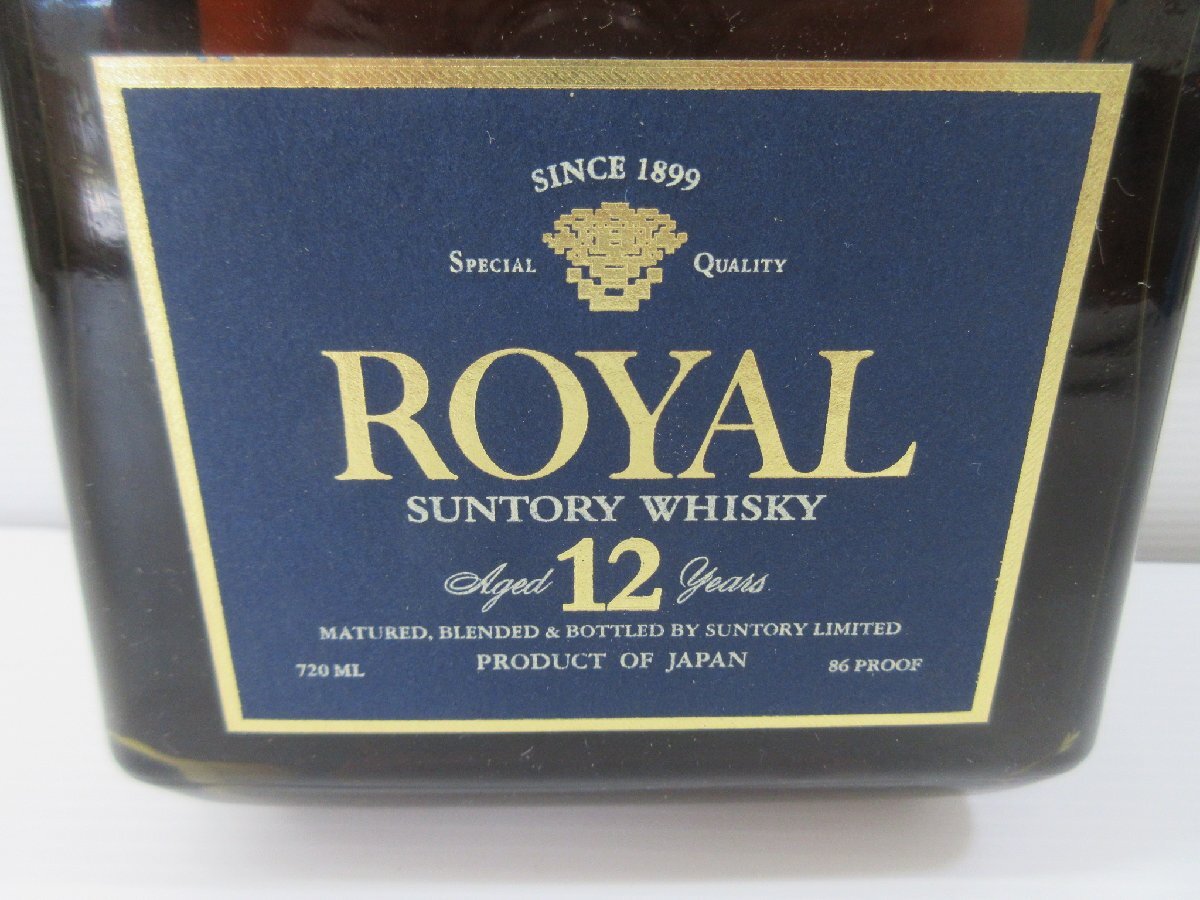 SINCE 1899
SPECIAL QUALITY
ROYAL
SUNTORY WHISKY
Aged 12 Years
MATURED, BLENDED & BOTTLED BY SUNTORY LIMITED
720 ML PRODUCT OF JAPAN 86 PROOF